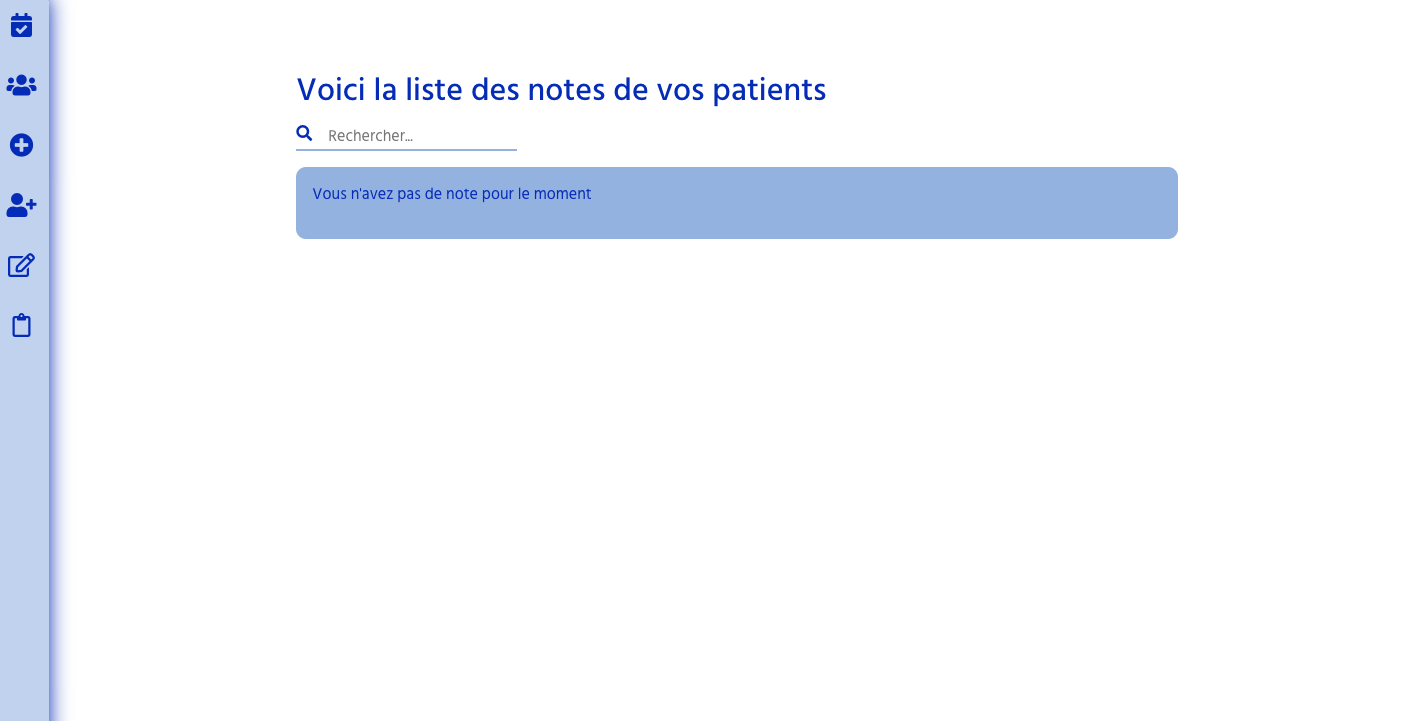 Voici la liste des notes de vos patients
Rechercher...
Vous n'avez pas de note pour le moment